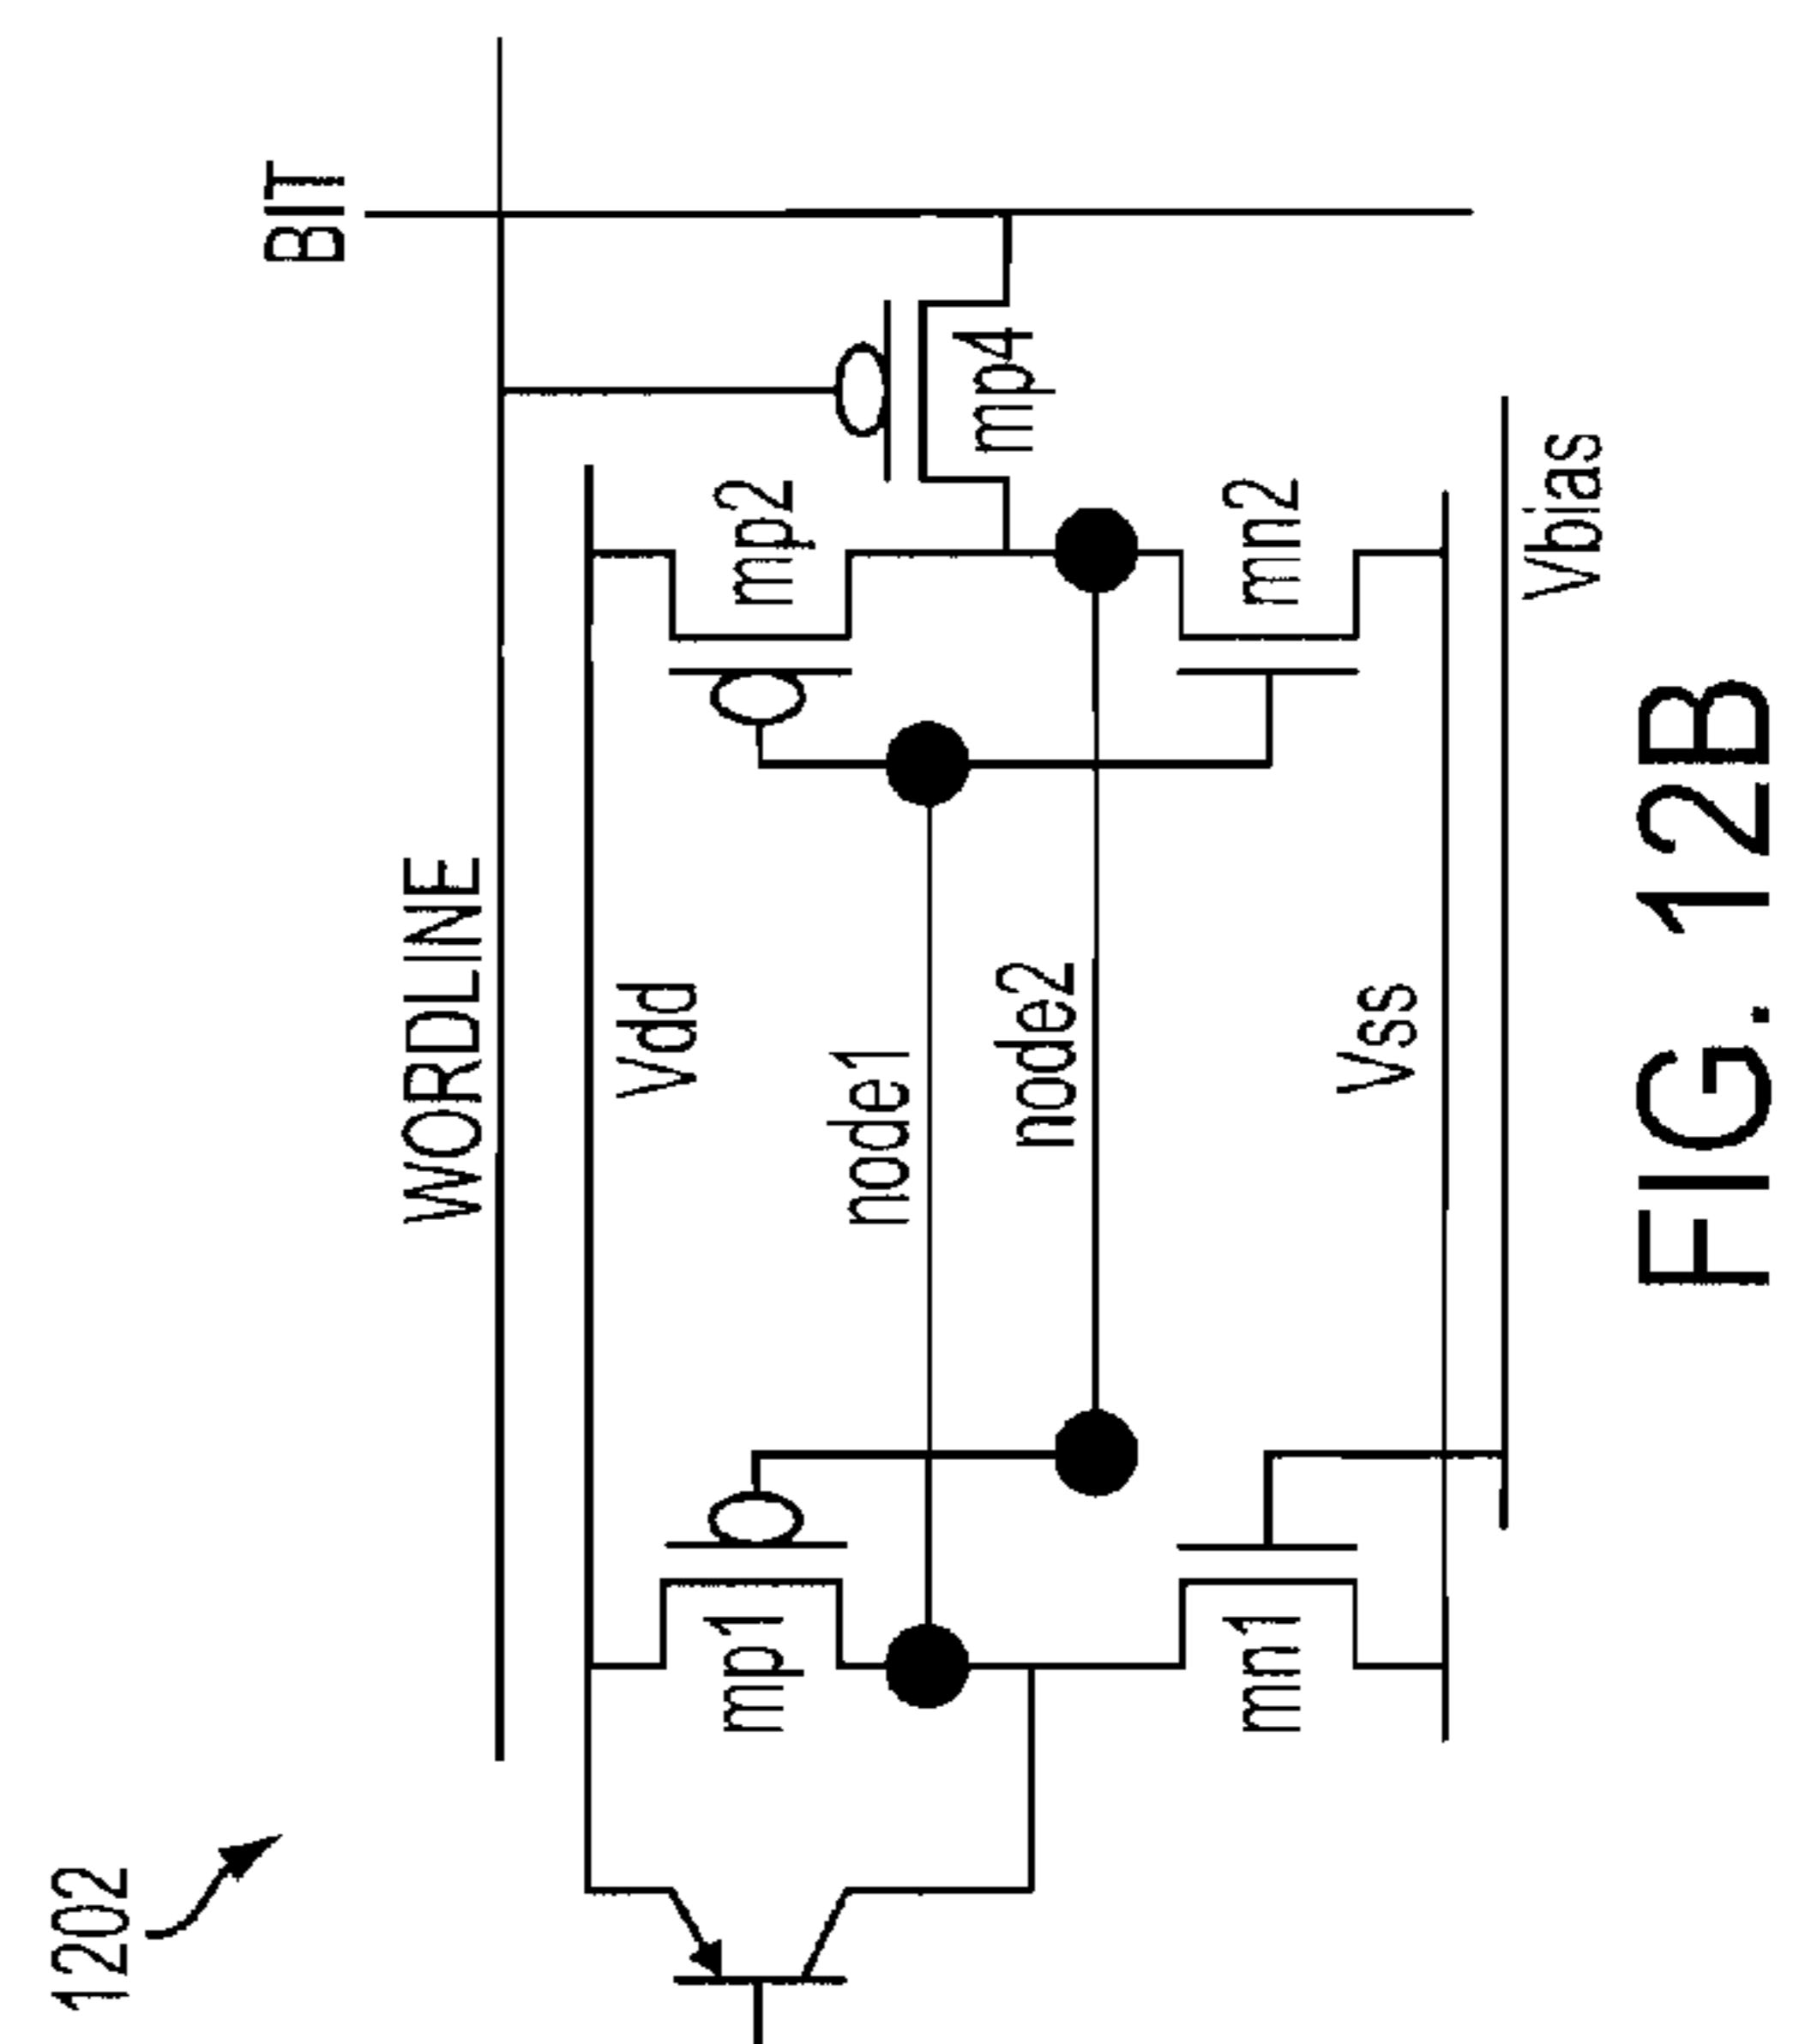 1202
WORDLINE
BIT
Vdd
mp1
mp2
node1
mp4
node2
mn1
mn2
Vss
Vbias
FIG. 12B